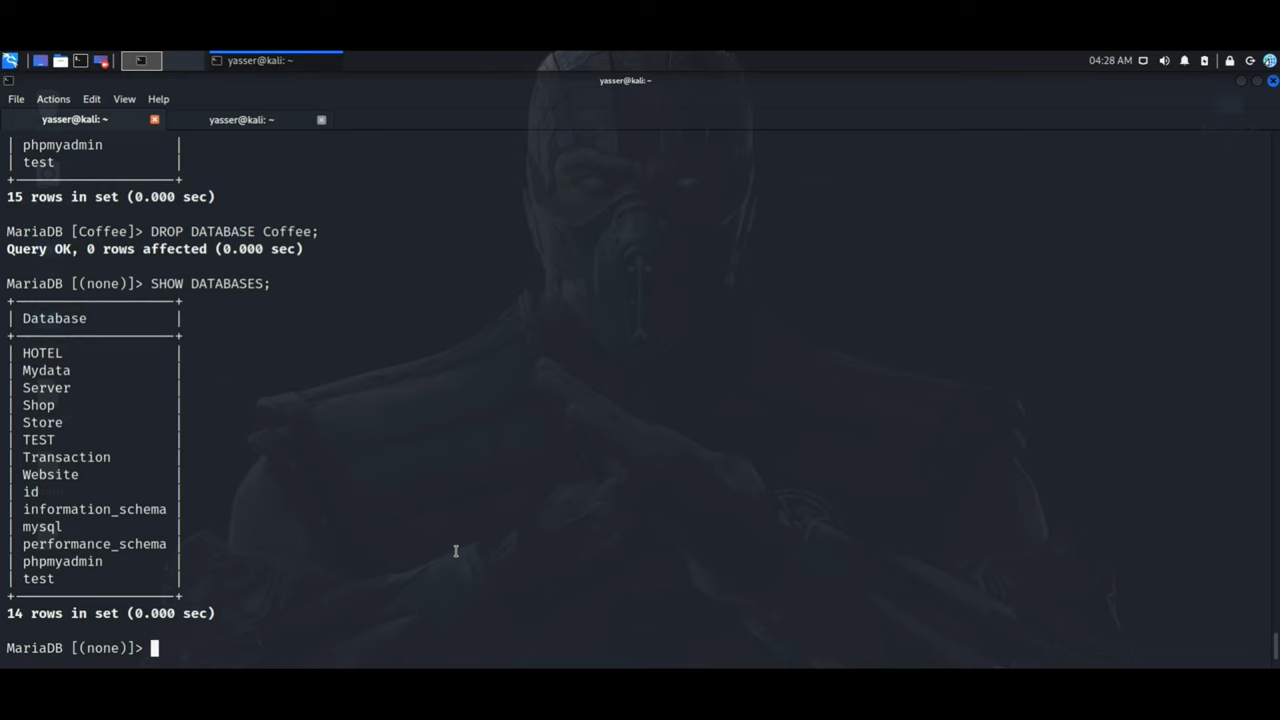 yasser@kali: ~
04:28 AM
yasser@kali: ~
File Actions Edit View Help
yasser@kali: ~
yasser@kali: ~
| phpmyadmin |
| test |
+--------------------+
15 rows in set (0.000 sec)
MariaDB [Coffee]> DROP DATABASE Coffee;
Query OK, 0 rows affected (0.000 sec)
MariaDB [(none)]> SHOW DATABASES;
+--------------------+
| Database |
+--------------------+
| HOTEL |
| Mydata |
| Server |
| Shop |
| Store |
| TEST |
| Transaction |
| Website |
| id |
| information_schema |
| mysql |
| performance_schema |
| phpmyadmin |
| test |
+--------------------+
14 rows in set (0.000 sec)
MariaDB [(none)]>